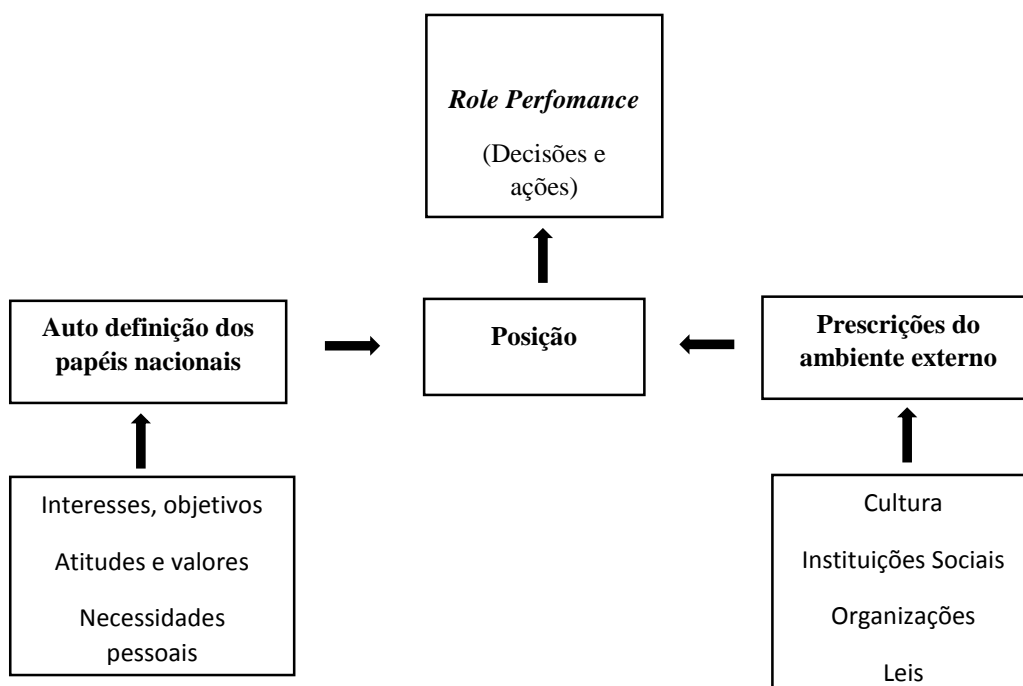 Role Perfomance
(Decisões e
ações)
Auto definição dos
papéis nacionais
Posição
Prescrições do
ambiente externo
Interesses, objetivos
Atitudes e valores
Necessidades
pessoais
Cultura
Instituições Sociais
Organizações
Leis